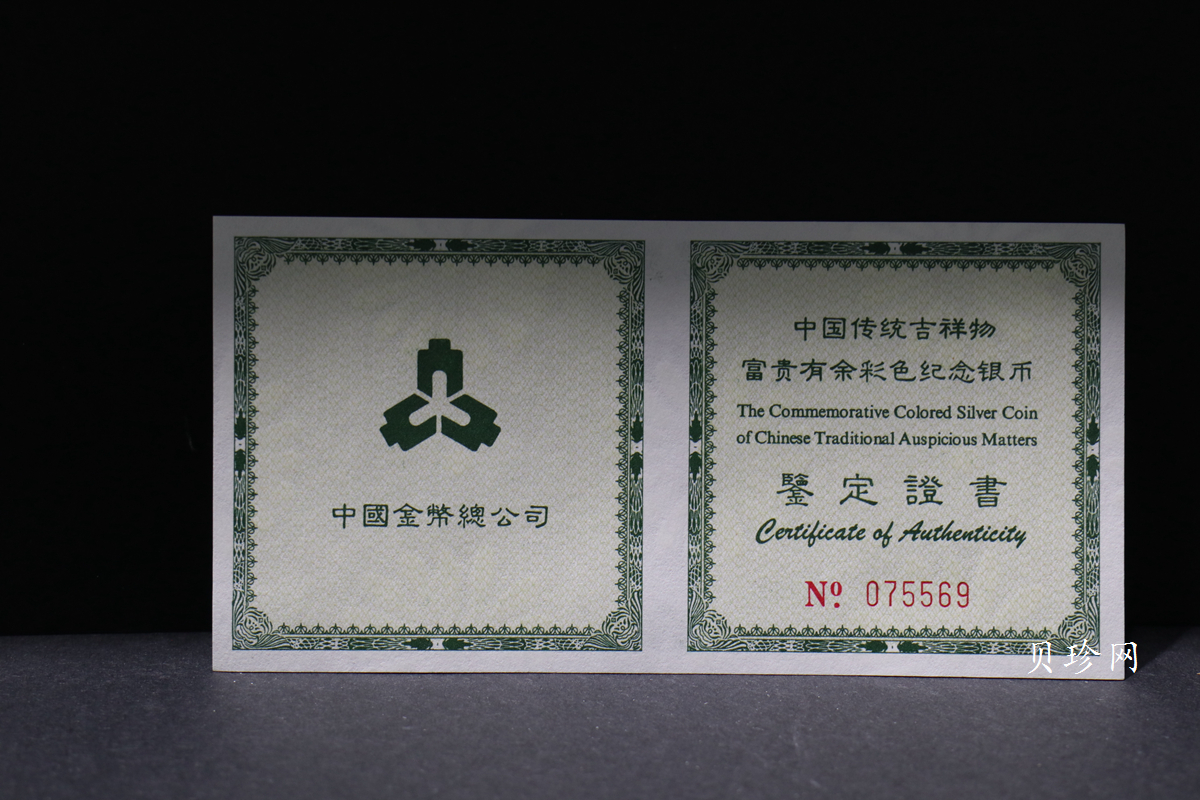 中國金幣總公司
中国传统吉祥物
富贵有余彩色纪念银币
The Commemorative Colored Silver Coin
of Chinese Traditional Auspicious Matters
鑒定證書
Certificate of Authenticity
Nº. 075569
贝珍网